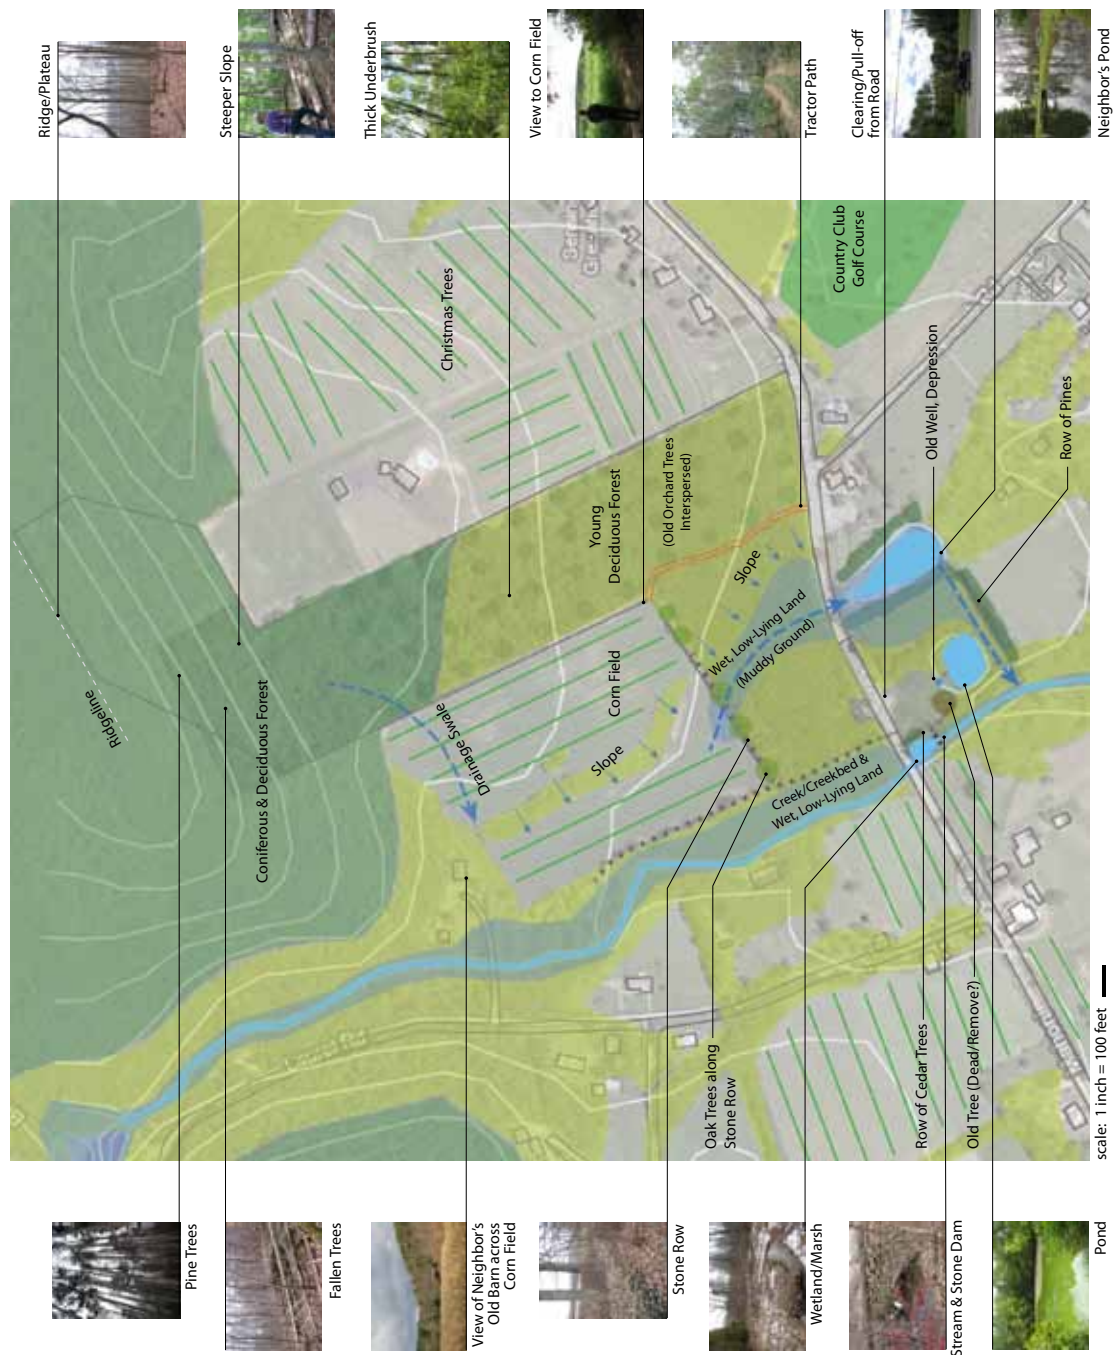 Ridge/Plateau
Steeper Slope
Thick Underbrush
View to Corn Field
Tractor Path
Clearing/Pull-off
from Road
Neighbor's Pond
Ridgeline
Coniferous & Deciduous Forest
Christmas Trees
Country Club
Golf Course
Young
Deciduous Forest
(Old Orchard Trees
Interspersed)
Drainage Swale
Corn Field
Slope
Slope
Wet, Low-Lying Land
(Muddy Ground)
Creek/Creekbed &
Wet, Low-Lying Land
Old Well, Depression
Row of Pines
Oak Trees along
Stone Row
Row of Cedar Trees
Old Tree (Dead/Remove?)
scale: 1 inch = 100 feet
Pine Trees
Fallen Trees
View of Neighbor's
Old Barn across
Corn Field
Stone Row
Wetland/Marsh
Stream & Stone Dam
Pond